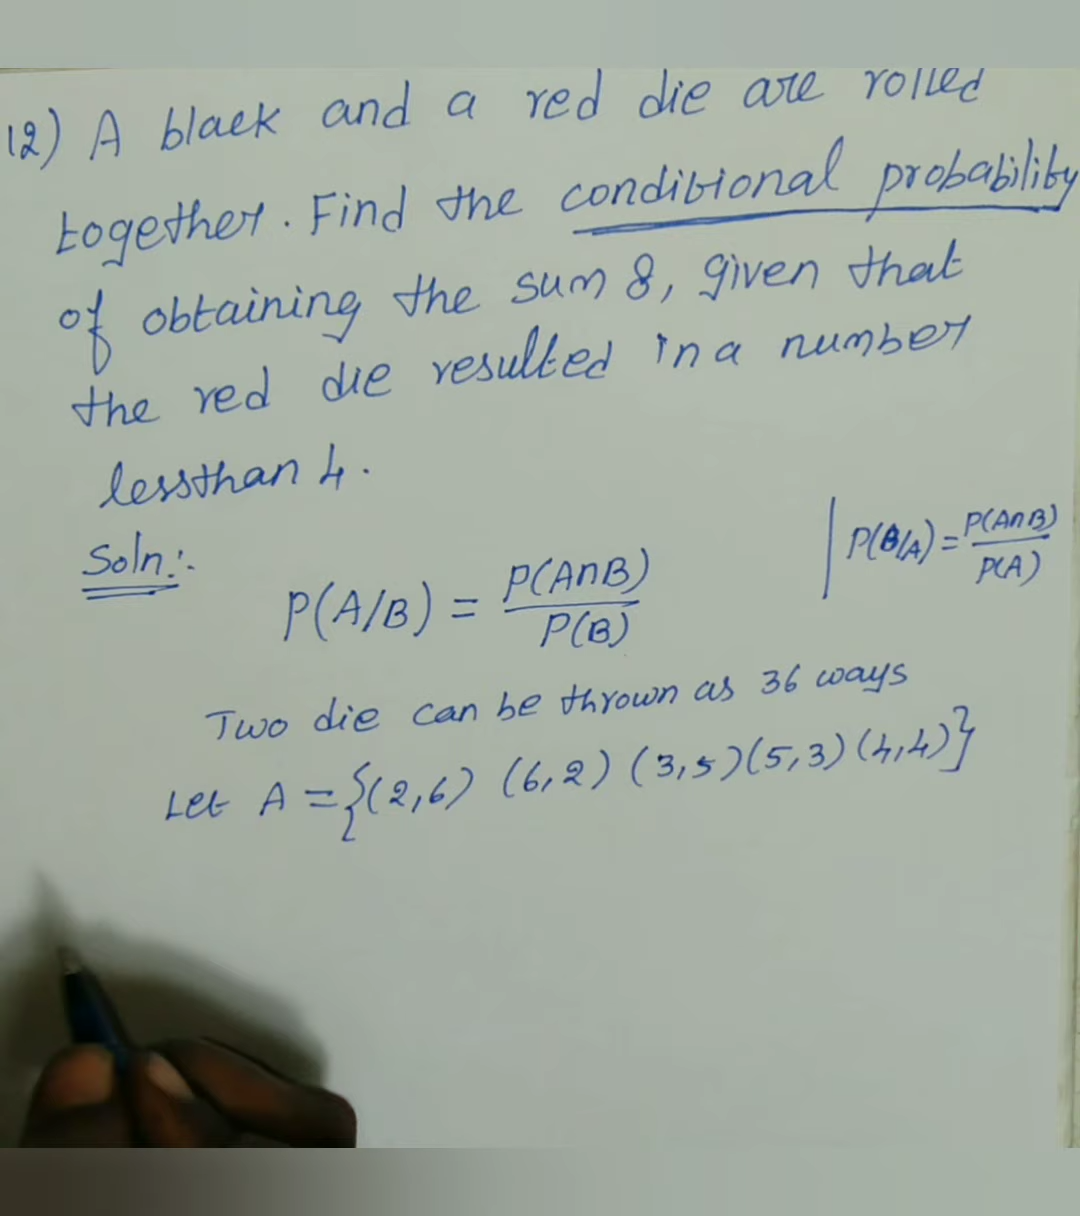 12) A black and a red die are rolled
together. Find the conditional probability
of obtaining the sum 8, given that
the red die resulted in a number
lessthan 4.
Soln:-
P(A/B) = P(A∩B) / P(B)
P(B/A) = P(A∩B) / P(A)
Two die can be thrown as 36 ways
Let A = {(2,6) (6,2) (3,5) (5,3) (4,4)}